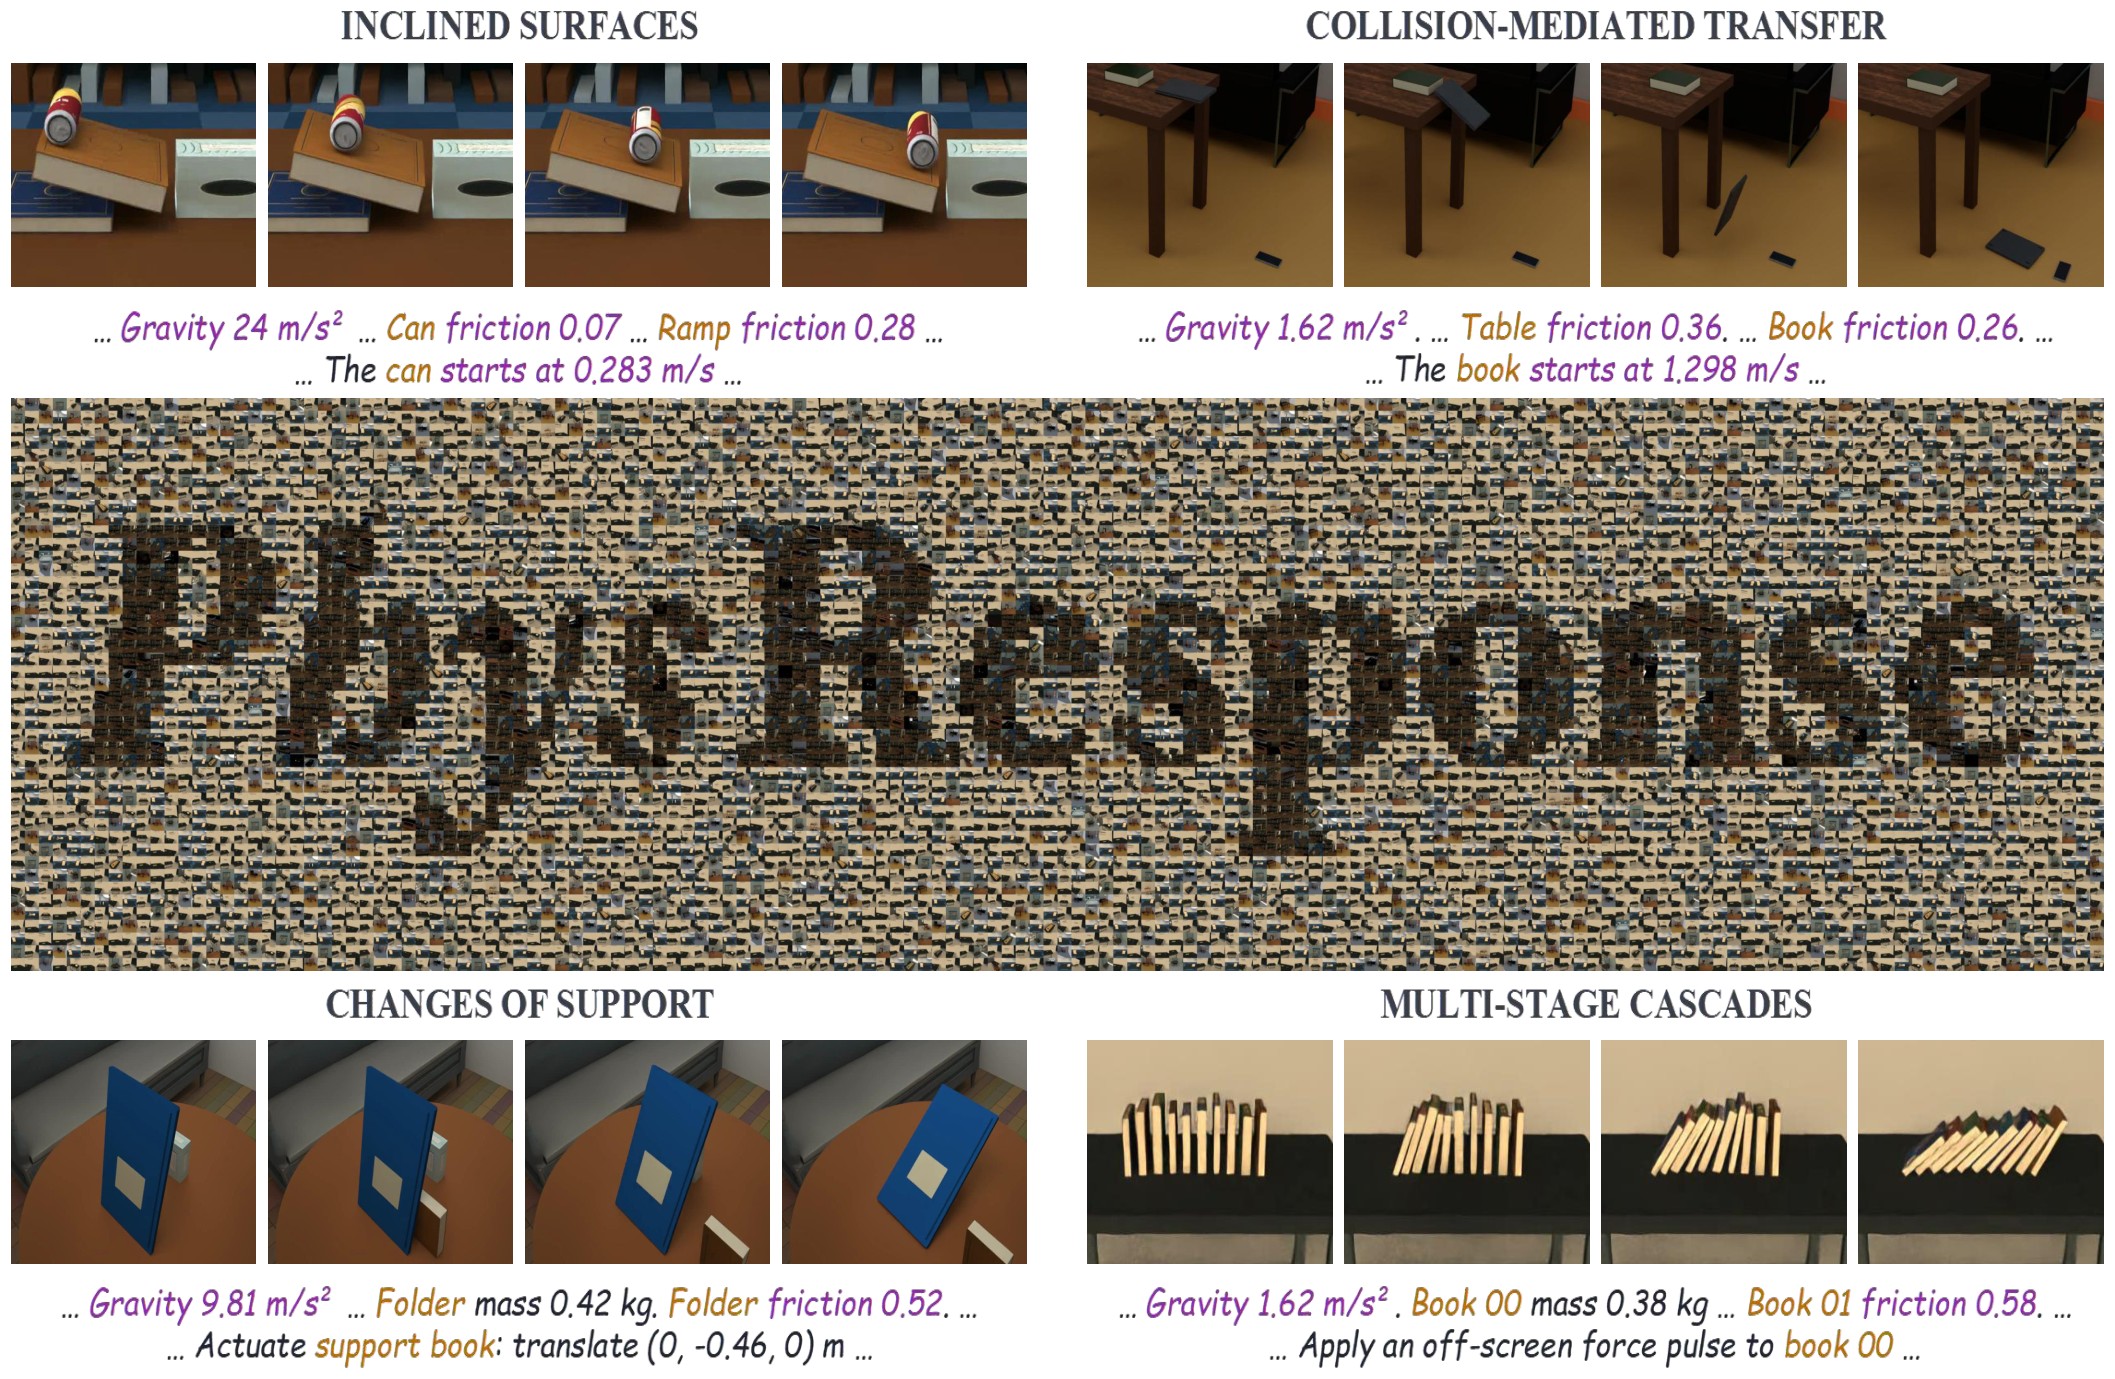 INCLINED SURFACES
COLLISION-MEDIATED TRANSFER
... Gravity 24 m/s² ... Can friction 0.07 ... Ramp friction 0.28 ...
... The can starts at 0.283 m/s ...
... Gravity 1.62 m/s² . ... Table friction 0.36. ... Book friction 0.26. ...
... The book starts at 1.298 m/s ...
PhysResponse
CHANGES OF SUPPORT
MULTI-STAGE CASCADES
... Gravity 9.81 m/s² ... Folder mass 0.42 kg. Folder friction 0.52. ...
... Actuate support book: translate (0, -0.46, 0) m ...
... Gravity 1.62 m/s² . Book 00 mass 0.38 kg ... Book 01 friction 0.58. ...
... Apply an off-screen force pulse to book 00 ...